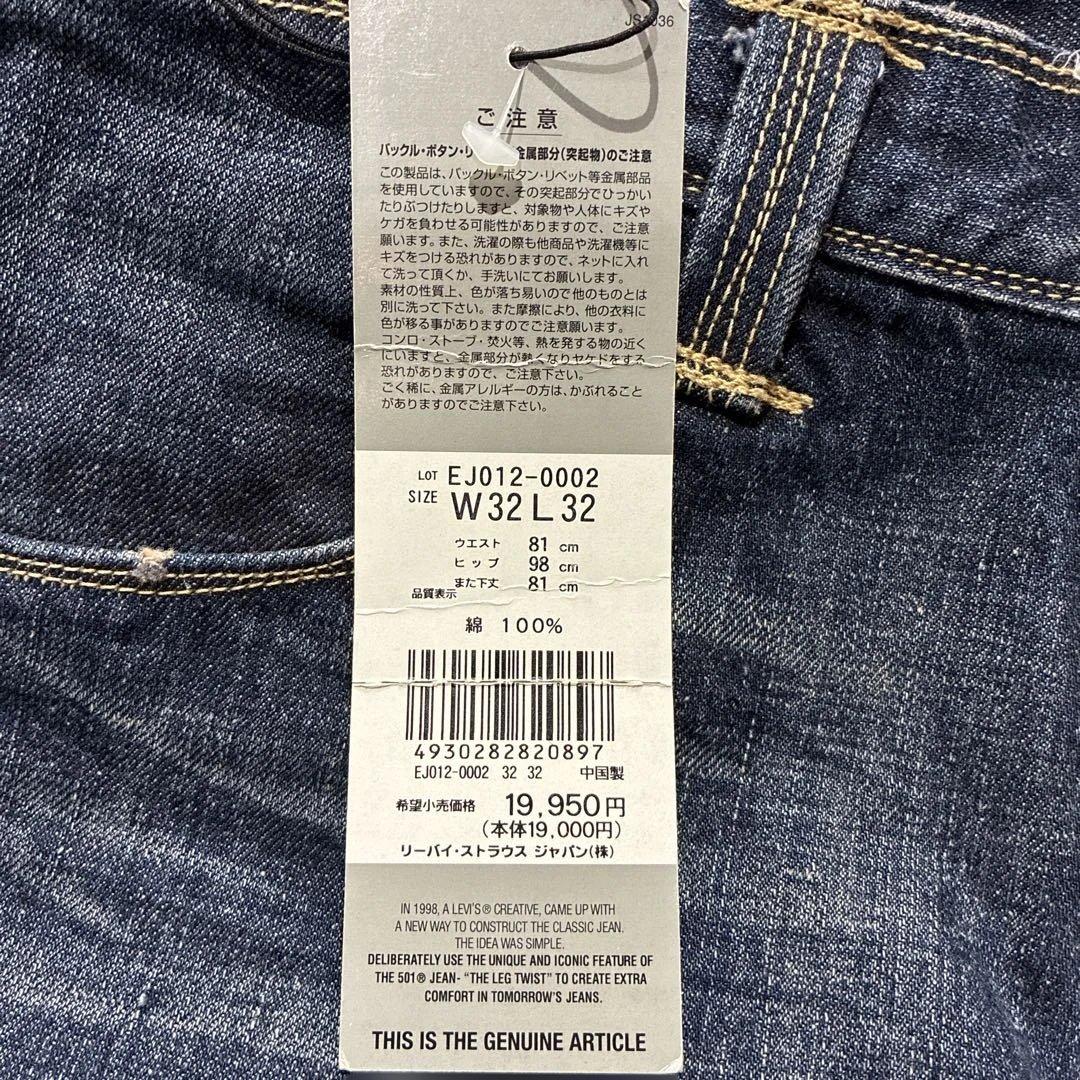 ご注意
バックル・ボタン・リ 金属部分(突起物)のご注意
この製品は、バックル・ボタン・リベット等金属部品
を使用していますので、その突起部分でひっかい
たりぶつけたりしますと、対象物や人体にキズや
ケガを負わせる可能性がありますので、ご注意
願います。また、洗濯の際も他商品や洗濯機等に
キズをつける恐れがありますので、ネットに入れ
て洗って頂くか、手洗いにてお願いします。
素材の性質上、色が落ち易いので他のものとは
別に洗って下さい。また摩擦により、他の衣料に
色が移る事がありますのでご注意願います。
コンロ・ストーブ・焚火等、熱を発する物の近く
にいますと、金属部分が熱くなりヤケドをする
恐れがありますので、ご注意下さい。
ごく稀に、金属アレルギーの方は、かぶれること
がありますのでご注意下さい。
LOT EJ012-0002
SIZE W32 L32
ウエスト 81 cm
ヒップ 98 cm
また下丈 81 cm
品質表示
綿 100%
4930282820897
EJ012-0002 32 32 中国製
希望小売価格 19,950円
(本体19,000円)
リーバイ・ストラウス ジャパン(株)
IN 1998, A LEVI'S® CREATIVE, CAME UP WITH
A NEW WAY TO CONSTRUCT THE CLASSIC JEAN.
THE IDEA WAS SIMPLE.
DELIBERATELY USE THE UNIQUE AND ICONIC FEATURE OF
THE 501® JEAN- "THE LEG TWIST" TO CREATE EXTRA
COMFORT IN TOMORROW'S JEANS.
THIS IS THE GENUINE ARTICLE